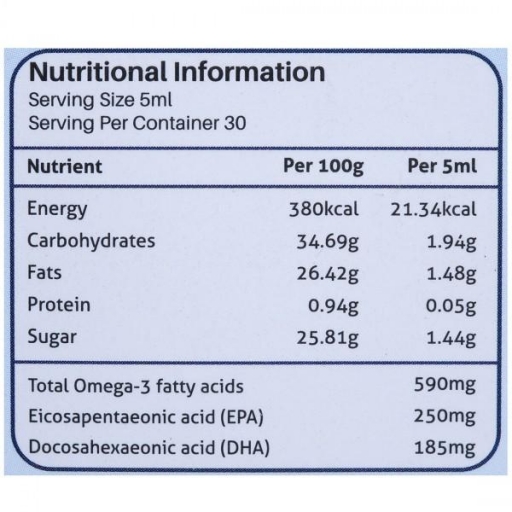 Nutritional Information
Serving Size 5ml
Serving Per Container 30
Nutrient Per 100g Per 5ml
Energy 380kcal 21.34kcal
Carbohydrates 34.69g 1.94g
Fats 26.42g 1.48g
Protein 0.94g 0.05g
Sugar 25.81g 1.44g
Total Omega-3 fatty acids 590mg
Eicosapentaeonic acid (EPA) 250mg
Docosahexaeonic acid (DHA) 185mg